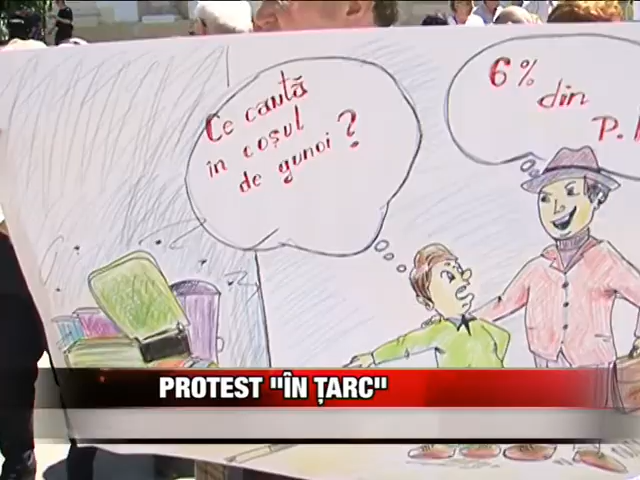 Ce caută
în coșul
de gunoi ?
6%
din
P.
PROTEST "ÎN ȚARC"